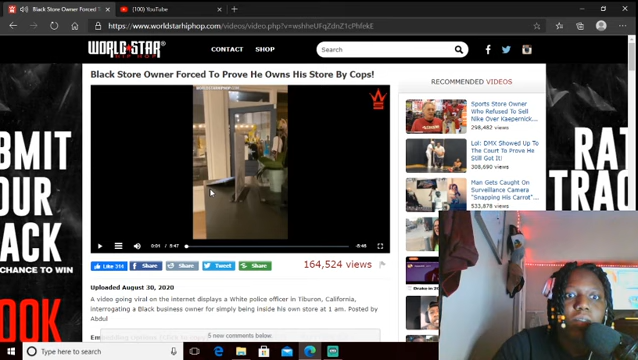 Black Store Owner Forced T
(100) YouTube
https://www.worldstarhiphop.com/videos/video.php?v=wshheUFqZdnZ1cPhfekE
WORLD STAR
HIP HOP
CONTACT
SHOP
Search
Black Store Owner Forced To Prove He Owns His Store By Cops!
WORLDSTARHIPHOP.COM
0:01 / 5:47
-5:46
Like 314
Share
Share
Tweet
Share
164,524 views
Uploaded August 30, 2020
A video going viral on the internet displays a White police officer in Tiburon, California,
interrogating a Black business owner for simply being inside his own store at 1 am. Posted by
Abdul
5 new comments below
RECOMMENDED VIDEOS
Sports Store Owner
Who Refused To Sell
Nike Over Kaepernick...
298,482 views
Lol: DMX Showed Up To
The Court To Prove He
Still Got It!
308,690 views
Man Gets Caught On
Surveillance Camera
"Snapping His Carrot"...
533,878 views
BMIT
OUR
ACK
CHANCE TO WIN
OOK
RAT
TRA
Type here to search